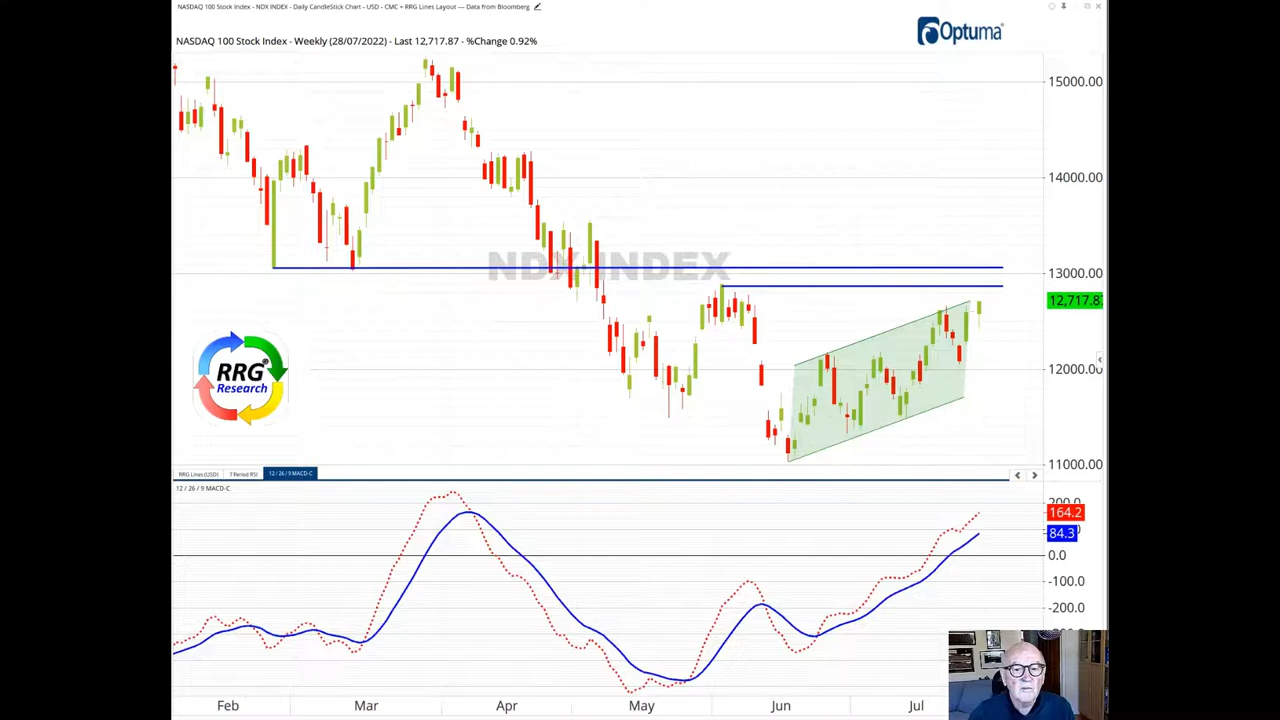 NASDAQ 100 Stock Index - NDX INDEX - Daily CandleStick Chart - USD - CMC + RRG Lines Layout — Data from Bloomberg
NASDAQ 100 Stock Index - Weekly (28/07/2022) - Last 12,717.87 - %Change 0.92%
Optuma
15000.00
14000.00
NDX INDEX
13000.00
12,717.87
RRG®
Research
12000.00
11000.00
RRG Lines (USD)
7 Period RSI
12 / 26 / 9 MACD-C
12 / 26 / 9 MACD-C
200.0
164.2
84.3
0.0
-100.0
-200.0
Feb
Mar
Apr
May
Jun
Jul